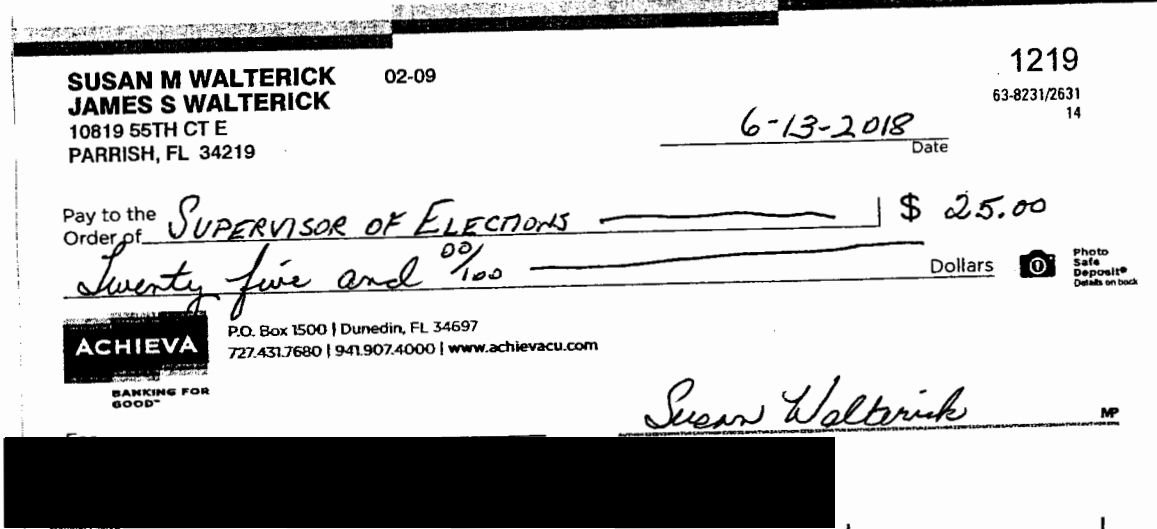 SUSAN M WALTERICK 02-09 1219
JAMES S WALTERICK 63-8231/2631
10819 55TH CT E 14
PARRISH, FL 34219
6-13-2018
Date
Pay to the Order of SUPERVISOR OF ELECTIONS $ 25.00
Twenty five and 00/100 Dollars
Photo Safe Deposit® Details on back
P.O. Box 1500 | Dunedin, FL 34697
ACHIEVA 727.431.7680 | 941.907.4000 | www.achievacu.com
BANKING FOR GOOD™
Susan Walterick MP